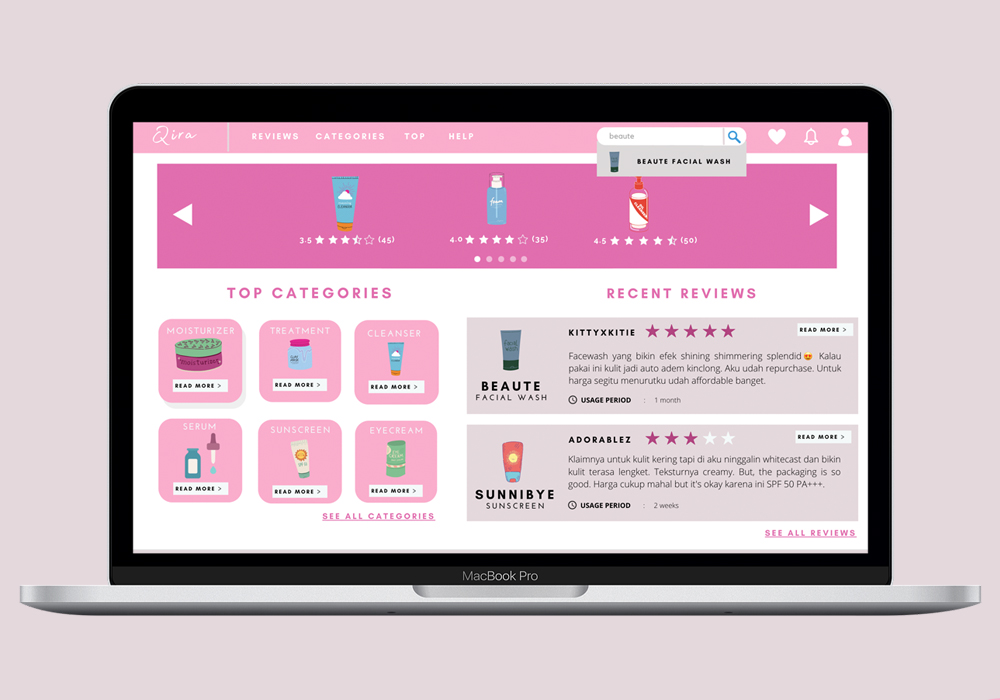 Qira
REVIEWS CATEGORIES TOP HELP
beaute
BEAUTE FACIAL WASH
3.5 (45)
4.0 (35)
4.5 (50)
TOP CATEGORIES
MOISTURIZER TREATMENT CLEANSER
READ MORE > READ MORE > READ MORE >
SERUM SUNSCREEN EYECREAM
READ MORE > READ MORE > READ MORE >
SEE ALL CATEGORIES
RECENT REVIEWS
KITTYXKITIE READ MORE >
Facewash yang bikin efek shining shimmering splendid😍 Kalau
pakai ini kulit jadi auto adem kinclong. Aku udah repurchase. Untuk
harga segitu menurutku udah affordable banget.
USAGE PERIOD : 1 month
FACIAL
WASH
BEAUTE
FACIAL WASH
ADORABLEZ READ MORE >
Klaimnya untuk kulit kering tapi di aku ninggalin whitecast dan bikin
kulit terasa lengket. Teksturnya creamy. But, the packaging is so
good. Harga cukup mahal but it's okay karena ini SPF 50 PA+++.
USAGE PERIOD : 2 weeks
SUNNIBYE
SUNSCREEN
SEE ALL REVIEWS
MacBook Pro